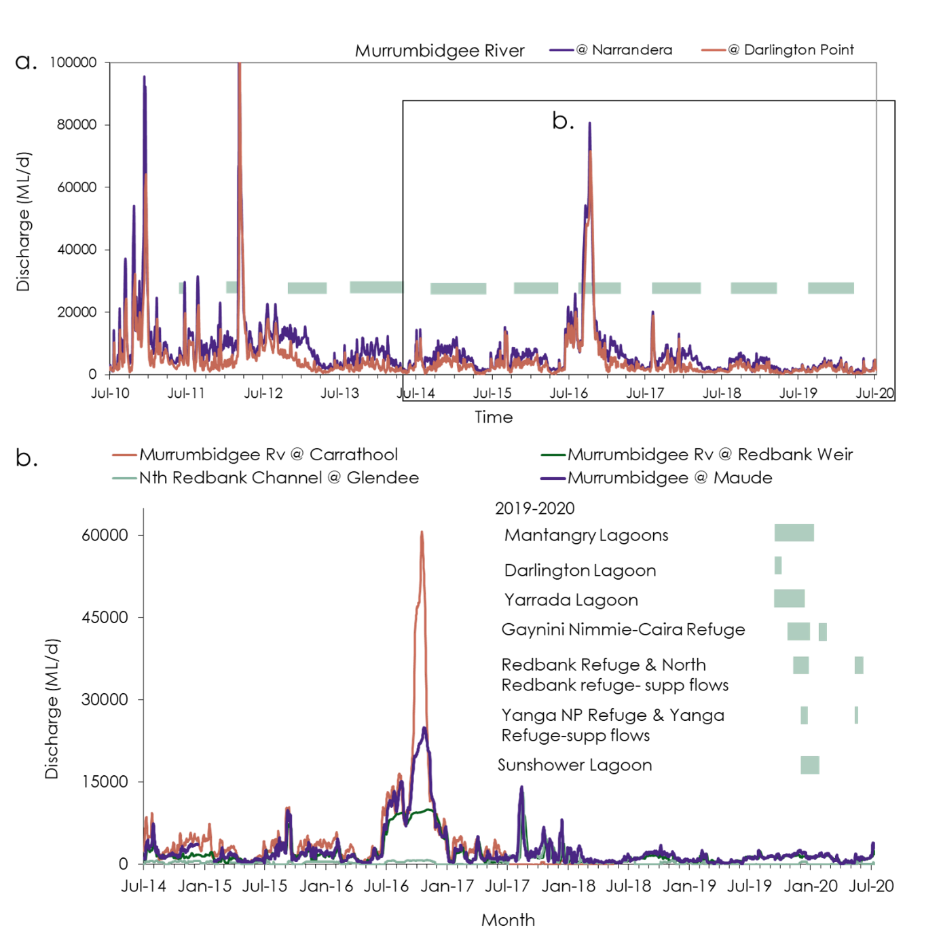 Murrumbidgee River @ Narrandera @ Darlington Point
a.
100000
80000
60000
40000
20000
0
Discharge (ML/d)
b.
Jul-10 Jul-11 Jul-12 Jul-13 Jul-14 Jul-15 Jul-16 Jul-17 Jul-18 Jul-19 Jul-20
Time
b.
Murrumbidgee Rv @ Carrathool Murrumbidgee Rv @ Redbank Weir
Nth Redbank Channel @ Glendee Murrumbidgee @ Maude
60000
45000
30000
15000
0
Discharge (ML/d)
2019-2020
Mantangry Lagoons
Darlington Lagoon
Yarrada Lagoon
Gaynini Nimmie-Caira Refuge
Redbank Refuge & North
Redbank refuge- supp flows
Yanga NP Refuge & Yanga
Refuge-supp flows
Sunshower Lagoon
Jul-14 Jan-15 Jul-15 Jan-16 Jul-16 Jan-17 Jul-17 Jan-18 Jul-18 Jan-19 Jul-19 Jan-20 Jul-20
Month